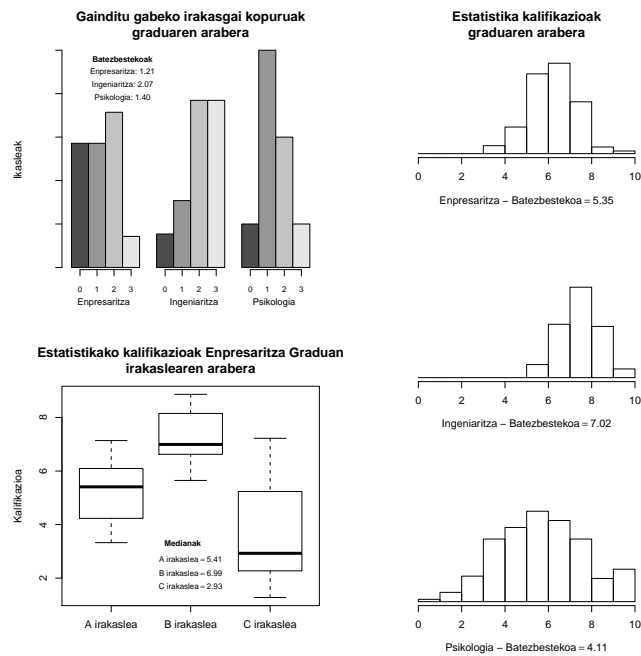 Gainditu gabeko irakasgai kopuruak
graduaren arabera
Batezbestekoak
Enpresaritza: 1.21
Ingeniaritza: 2.07
Psikologia: 1.40
Ikasleak
0 1 2 3
0 1 2 3
0 1 2 3
Enpresaritza
Ingeniaritza
Psikologia
Estatistikako kalifikazioak Enpresaritza Graduan
irakaslearen arabera
Kalifikazioa
8
6
4
2
Medianak
A irakaslea = 5.41
B irakaslea = 6.99
C irakaslea = 2.93
A irakaslea
B irakaslea
C irakaslea
Estatistika kalifikazioak
graduaren arabera
0 2 4 6 8 10
Enpresaritza − Batezbestekoa = 5.35
0 2 4 6 8 10
Ingeniaritza − Batezbestekoa = 7.02
0 2 4 6 8 10
Psikologia − Batezbestekoa = 4.11